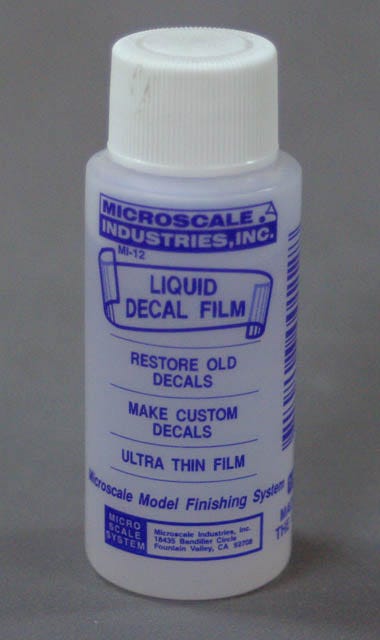 MICROSCALE
INDUSTRIES, INC.
MI-12
LIQUID
DECAL FILM
RESTORE OLD
DECALS
MAKE CUSTOM
DECALS
ULTRA THIN FILM
Microscale Model Finishing System
MICRO
SCALE
SYSTEM
Microscale Industries, Inc.
18435 Bandilier Circle
Fountain Valley, CA 92708
THE